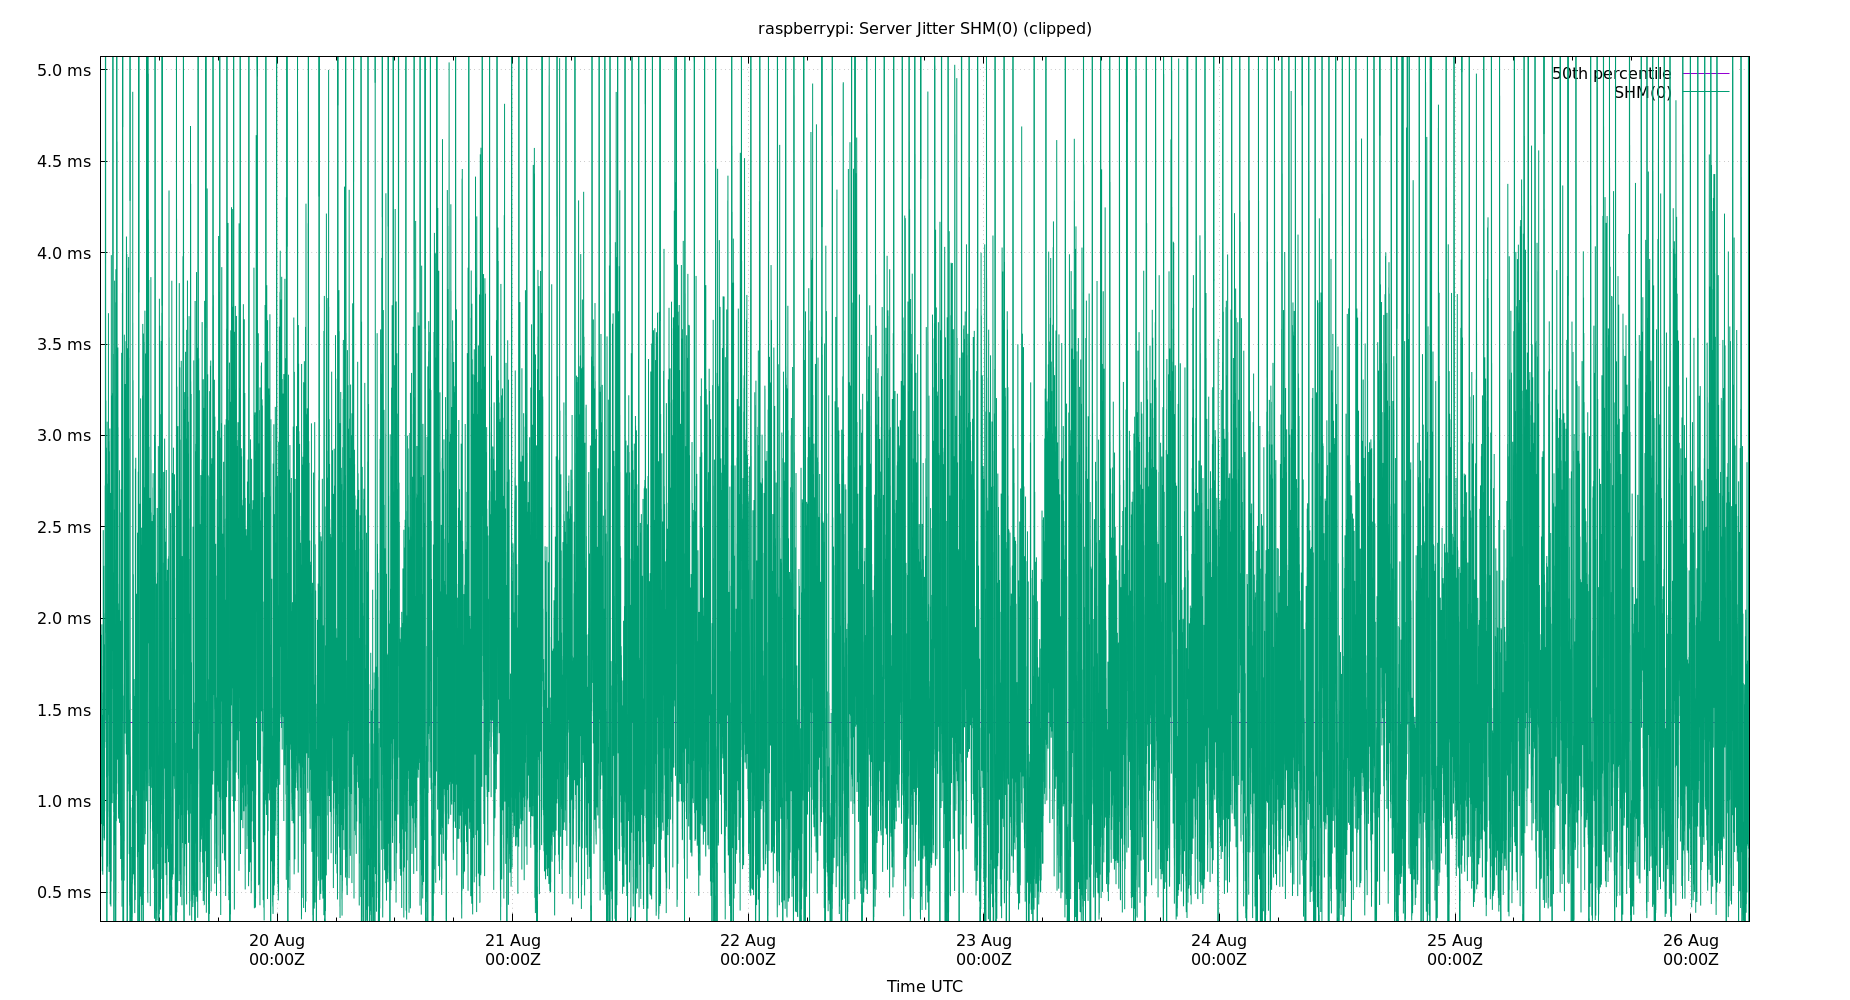 raspberrypi: Server Jitter SHM(0) (clipped)
5.0 ms
50th percentile
SHM(0)
4.5 ms
4.0 ms
3.5 ms
3.0 ms
2.5 ms
2.0 ms
1.5 ms
1.0 ms
0.5 ms
20 Aug 21 Aug 22 Aug 23 Aug 24 Aug 25 Aug 26 Aug
00:00Z 00:00Z 00:00Z 00:00Z 00:00Z 00:00Z 00:00Z
Time UTC